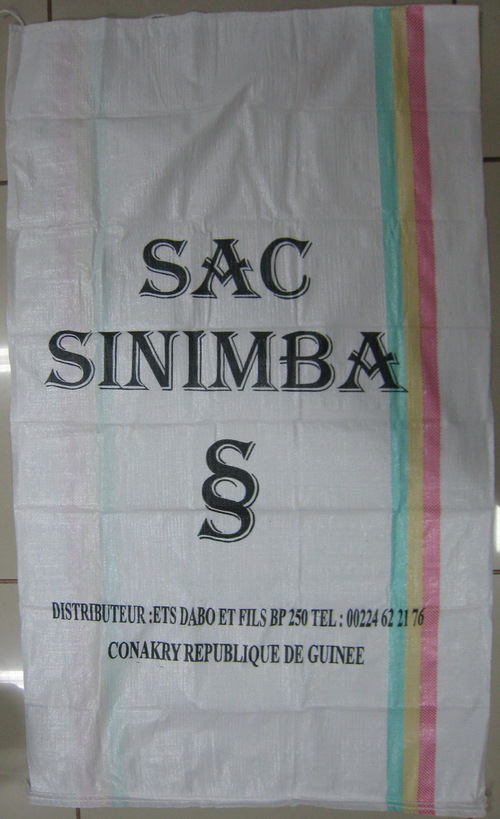 SAC
SINIMBA
§
DISTRIBUTEUR :ETS DABO ET FILS BP 250 TEL : 00224 62 21 76
CONAKRY REPUBLIQUE DE GUINEE